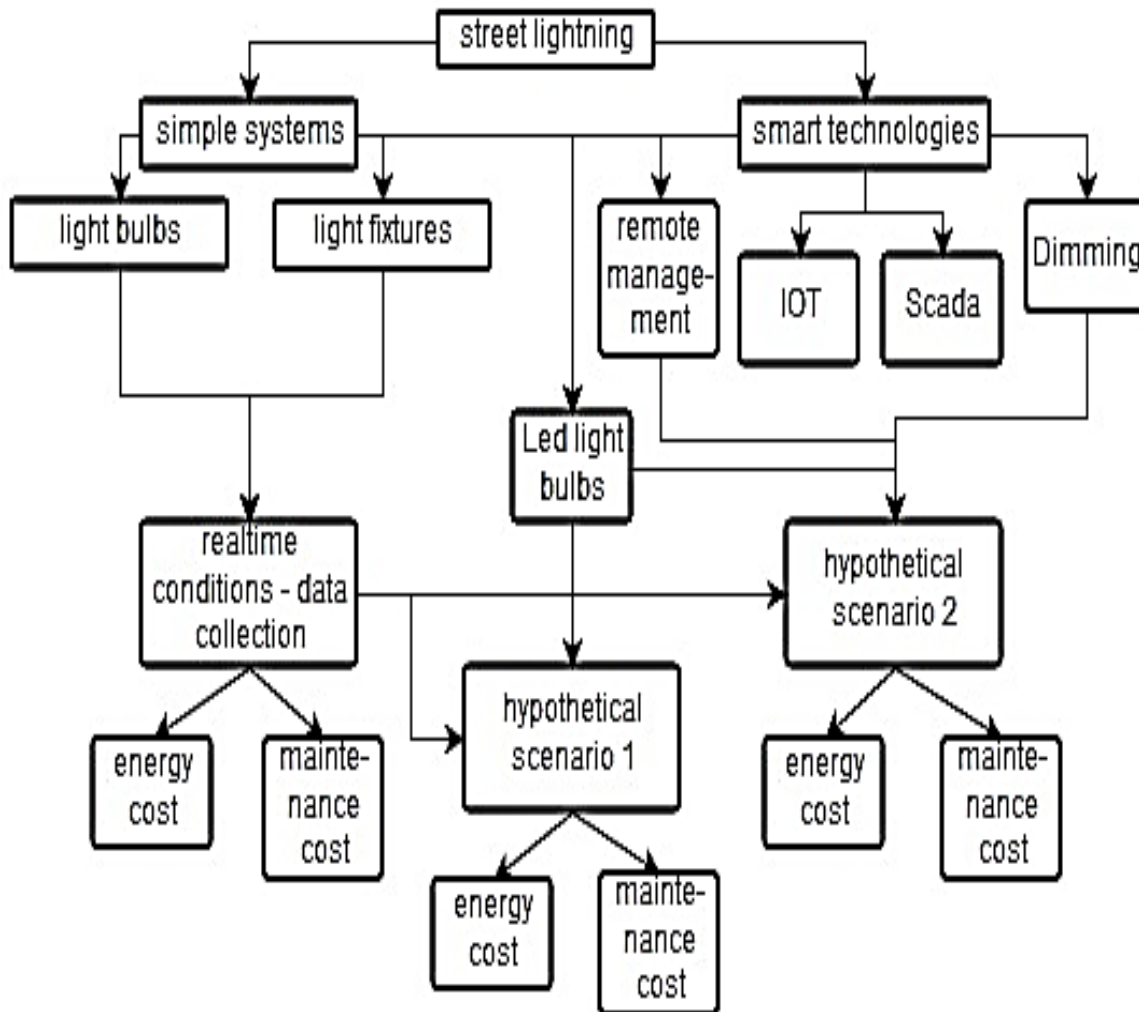 street lightning
simple systems
smart technologies
light bulbs
light fixtures
remote
manage-
ment
IOT
Scada
Dimming
Led light
bulbs
realtime
conditions - data
collection
hypothetical
scenario 2
hypothetical
scenario 1
energy
cost
mainte-
nance
cost
energy
cost
mainte-
nance
cost
energy
cost
mainte-
nance
cost